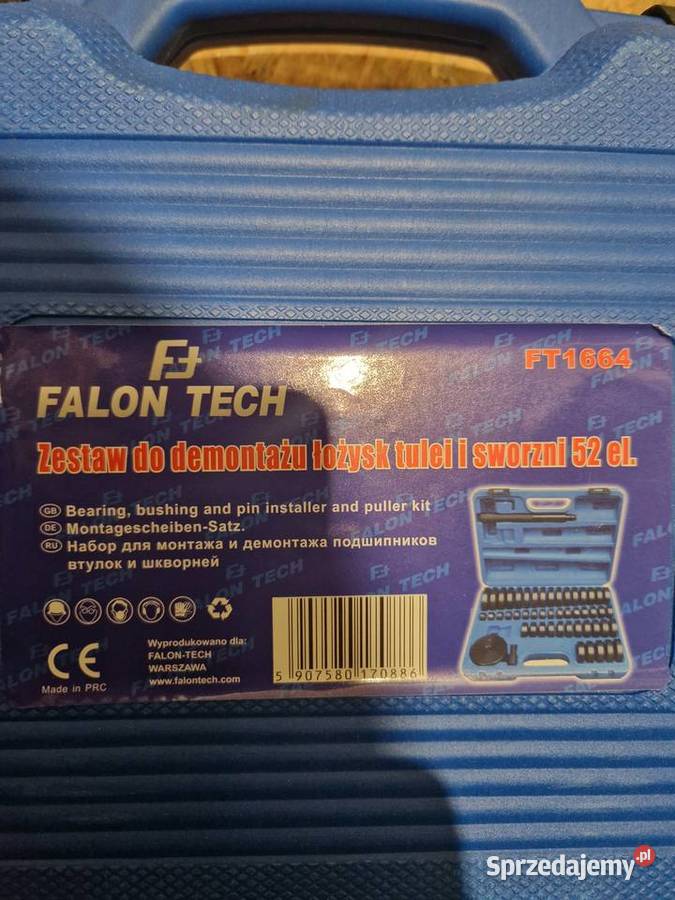 FALON TECH
FT1664
Zestaw do demontażu łożysk tulei i sworzni 52 el.
GB Bearing, bushing and pin installer and puller kit
DE Montagescheiben-Satz.
RU Набор для монтажа и демонтажа подшипников
втулок и шкворней
CE
Made in PRC
Wyprodukowano dla:
FALON-TECH
WARSZAWA
www.falontech.com
5 907580 170886
Sprzedajemy.pl